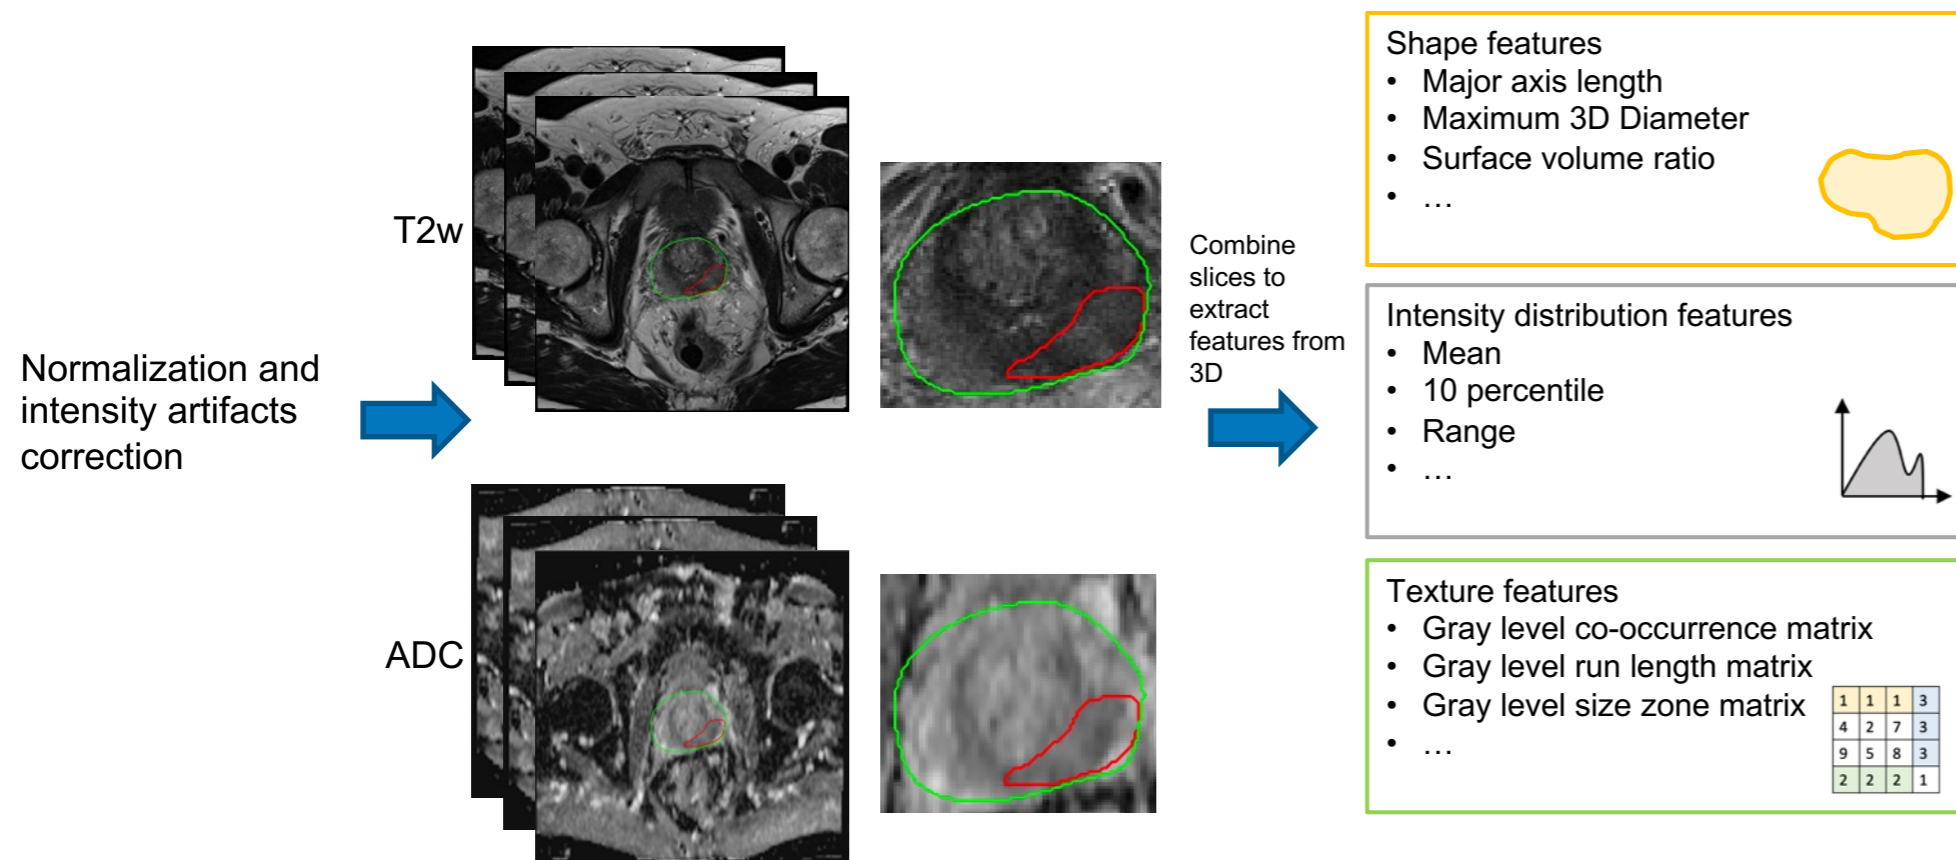 Normalization and
intensity artifacts
correction
T2w
ADC
Combine
slices to
extract
features from
3D
Shape features
• Major axis length
• Maximum 3D Diameter
• Surface volume ratio
• …
Intensity distribution features
• Mean
• 10 percentile
• Range
• …
Texture features
• Gray level co-occurrence matrix
• Gray level run length matrix
• Gray level size zone matrix
• …
1 1 1 3
4 2 7 3
9 5 8 3
2 2 2 1